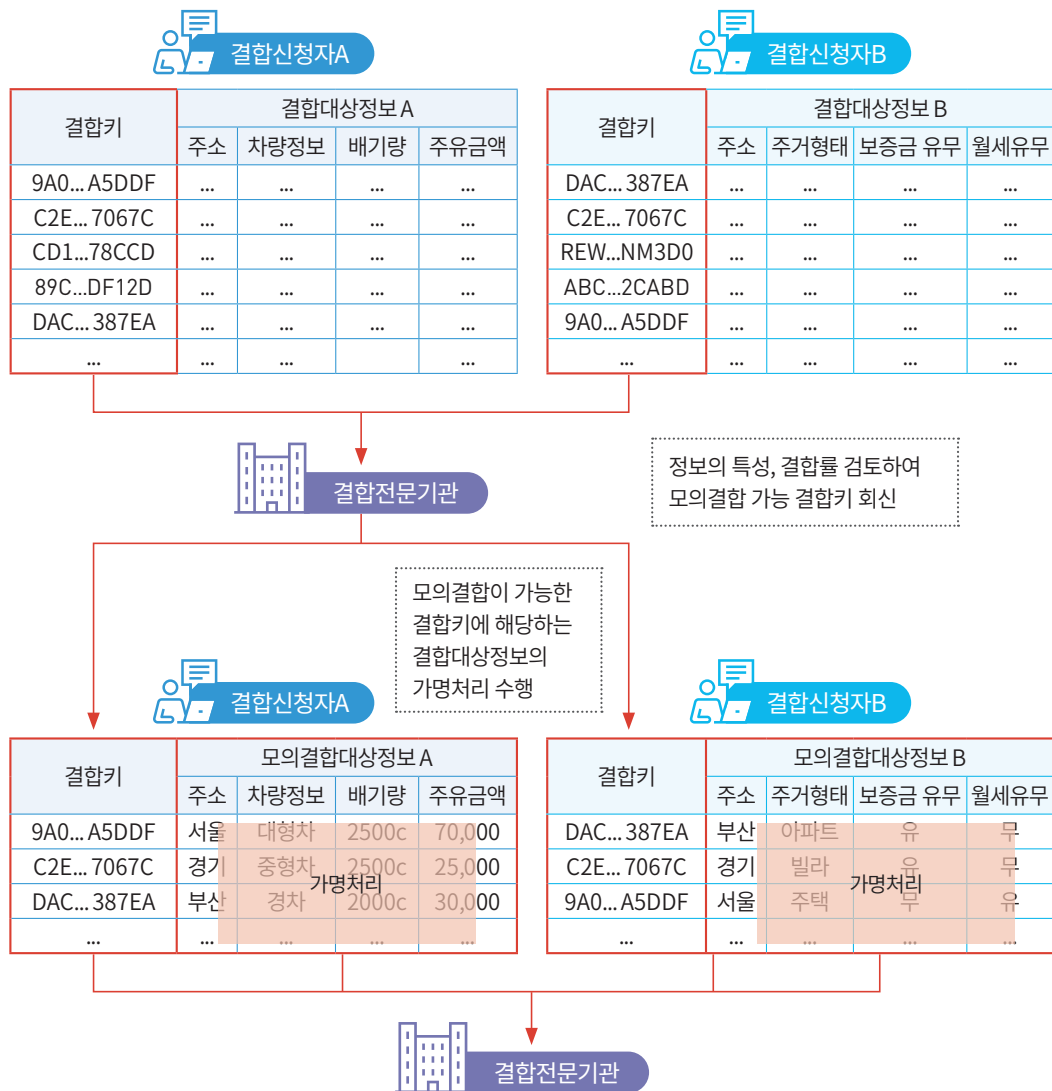 결합신청자A
결합신청자B
결합키 결합대상정보 A
주소 차량정보 배기량 주유금액
9A0... A5DDF ... ... ... ...
C2E... 7067C ... ... ... ...
CD1...78CCD ... ... ... ...
89C...DF12D ... ... ... ...
DAC... 387EA ... ... ... ...
... ... ... ...
결합키 결합대상정보 B
주소 주거형태 보증금 유무 월세유무
DAC... 387EA ... ... ... ...
C2E... 7067C ... ... ... ...
REW...NM3D0 ... ... ... ...
ABC...2CABD ... ... ... ...
9A0... A5DDF ... ... ... ...
... ... ... ... ...
결합전문기관
정보의 특성, 결합률 검토하여
모의결합 가능 결합키 회신
모의결합이 가능한
결합키에 해당하는
결합대상정보의
가명처리 수행
결합신청자A
결합신청자B
결합키 모의결합대상정보 A
주소 차량정보 배기량 주유금액
9A0... A5DDF 서울 대형차 2500c 70,000
C2E... 7067C 경기 중형차 2500c 25,000
가명처리
DAC... 387EA 부산 경차 2000c 30,000
... ... ... ... ...
결합키 모의결합대상정보 B
주소 주거형태 보증금 유무 월세유무
DAC... 387EA 부산 아파트 유 무
C2E... 7067C 경기 빌라 유 무
가명처리
9A0... A5DDF 서울 주택 무 유
... ... ... ... ...
결합전문기관